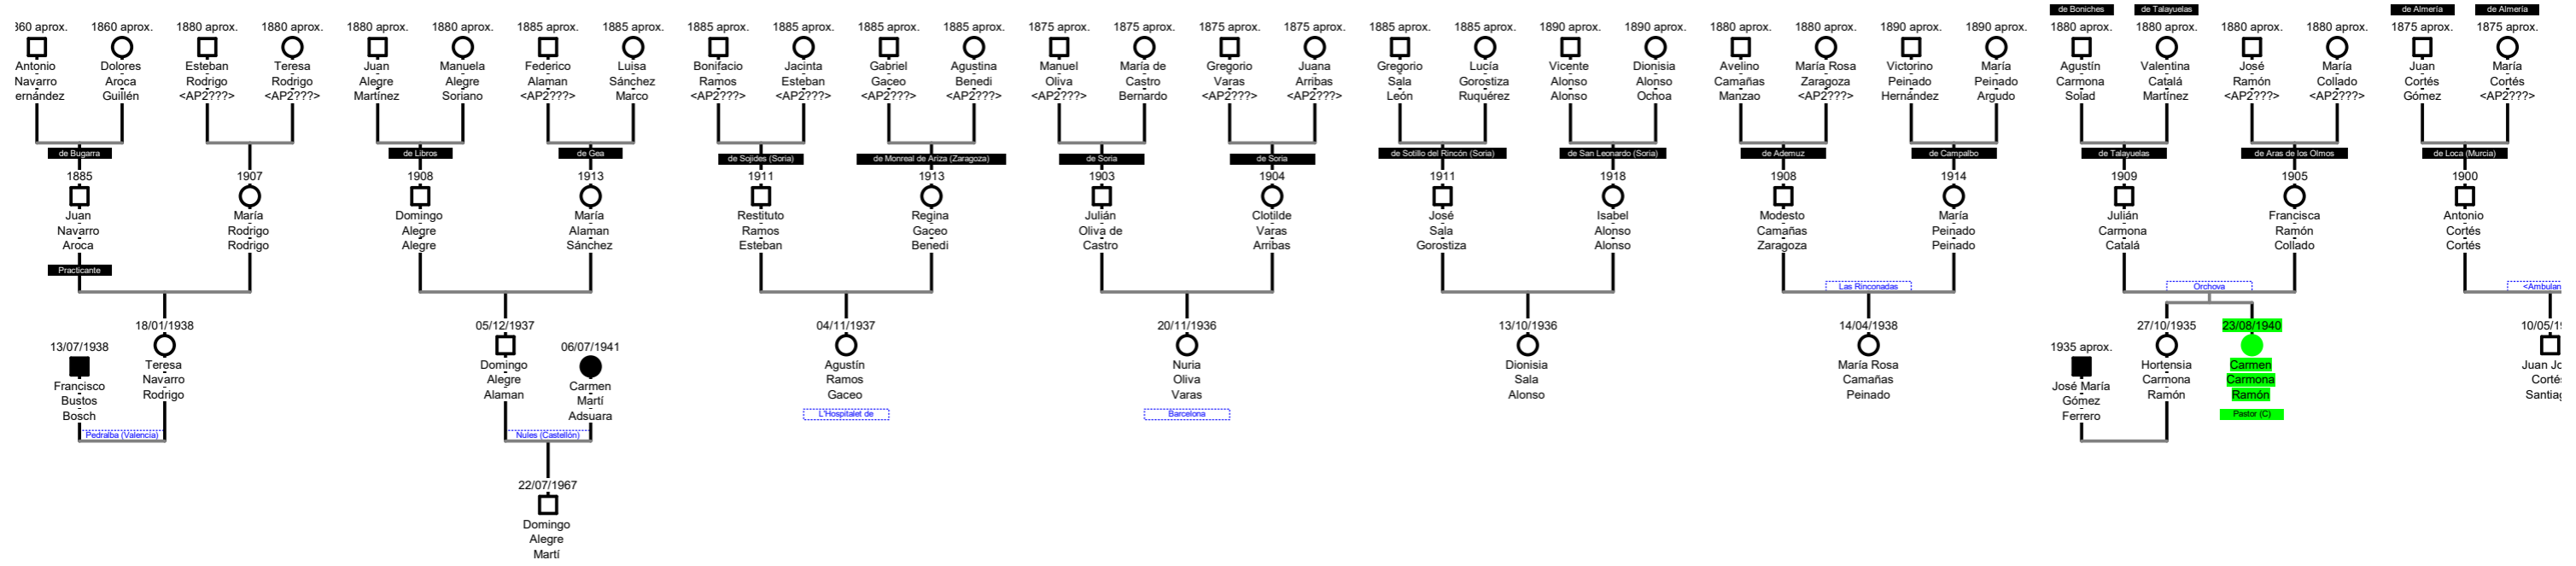 de Boniches
de Talayuelas
de Almería
de Almería
1860 aprox.
1880 aprox.
1880 aprox.
1880 aprox.
1880 aprox.
1885 aprox.
1885 aprox.
1885 aprox.
1885 aprox.
1885 aprox.
1885 aprox.
1875 aprox.
1875 aprox.
1875 aprox.
1875 aprox.
1885 aprox.
1885 aprox.
1890 aprox.
1890 aprox.
1880 aprox.
1880 aprox.
1890 aprox.
1890 aprox.
1880 aprox.
1880 aprox.
1880 aprox.
1880 aprox.
1875 aprox.
1875 aprox.
Antonio
Navarro
ernández
Dolores
Aroca
Guillén
Esteban
Rodrigo
<AP2???>
Teresa
Rodrigo
<AP2???>
Juan
Alegre
Martínez
Manuela
Alegre
Soriano
Federico
Alaman
<AP2???>
Luisa
Sánchez
Marco
Bonifacio
Ramos
<AP2???>
Jacinta
Esteban
<AP2???>
Gabriel
Gaceo
<AP2???>
Agustina
Benedi
<AP2???>
Manuel
Oliva
<AP2???>
María de
Castro
Bernardo
Gregorio
Varas
<AP2???>
Juana
Arribas
<AP2???>
Gregorio
Sala
León
Lucía
Gorostiza
Ruquérez
Vicente
Alonso
Alonso
Dionisia
Alonso
Ochoa
Avelino
Camañas
Manzao
María Rosa
Zaragoza
<AP2???>
Victorino
Peinado
Hernández
María
Peinado
Argudo
Agustín
Carmona
Solad
Valentina
Catalá
Martínez
José
Ramón
<AP2???>
María
Collado
<AP2???>
Juan
Cortés
Gómez
María
Cortés
<AP2???>
de Bugarra
de Libros
de Gea
de Sojides (Soria)
de Monreal de Ariza (Zaragoza)
de Soria
de Soria
de Sotillo del Rincón (Soria)
de San Leonardo (Soria)
de Ademuz
de Campalbo
de Talayuelas
de Aras de los Olmos
de Loca (Murcia)
1885
Juan
Navarro
Aroca
Practicante
1907
María
Rodrigo
Rodrigo
1908
Domingo
Alegre
Alegre
1913
María
Alaman
Sánchez
1911
Restituto
Ramos
Esteban
1913
Regina
Gaceo
Benedi
1903
Julián
Oliva de
Castro
1904
Clotilde
Varas
Arribas
1911
José
Sala
Gorostiza
1918
Isabel
Alonso
Alonso
1908
Modesto
Camañas
Zaragoza
1914
María
Peinado
Peinado
1909
Julián
Carmona
Catalá
1905
Francisca
Ramón
Collado
1900
Antonio
Cortés
Cortés
Las Rinconadas
Orchova
<Ambulan
13/07/1938
Francisco
Bustos
Bosch
18/01/1938
Teresa
Navarro
Rodrigo
Pedralba (Valencia)
05/12/1937
Domingo
Alegre
Alaman
06/07/1941
Carmen
Martí
Adsuara
Nules (Castellón)
04/11/1937
Agustín
Ramos
Gaceo
L'Hospitalet de
20/11/1936
Nuria
Oliva
Varas
Barcelona
13/10/1936
Dionisia
Sala
Alonso
14/04/1938
María Rosa
Camañas
Peinado
1935 aprox.
José María
Gómez
Ferrero
27/10/1935
Hortensia
Carmona
Ramón
23/08/1940
Carmen
Carmona
Ramón
Pastor (C)
10/05/19
Juan Jo
Corté
Santiag
22/07/1967
Domingo
Alegre
Martí